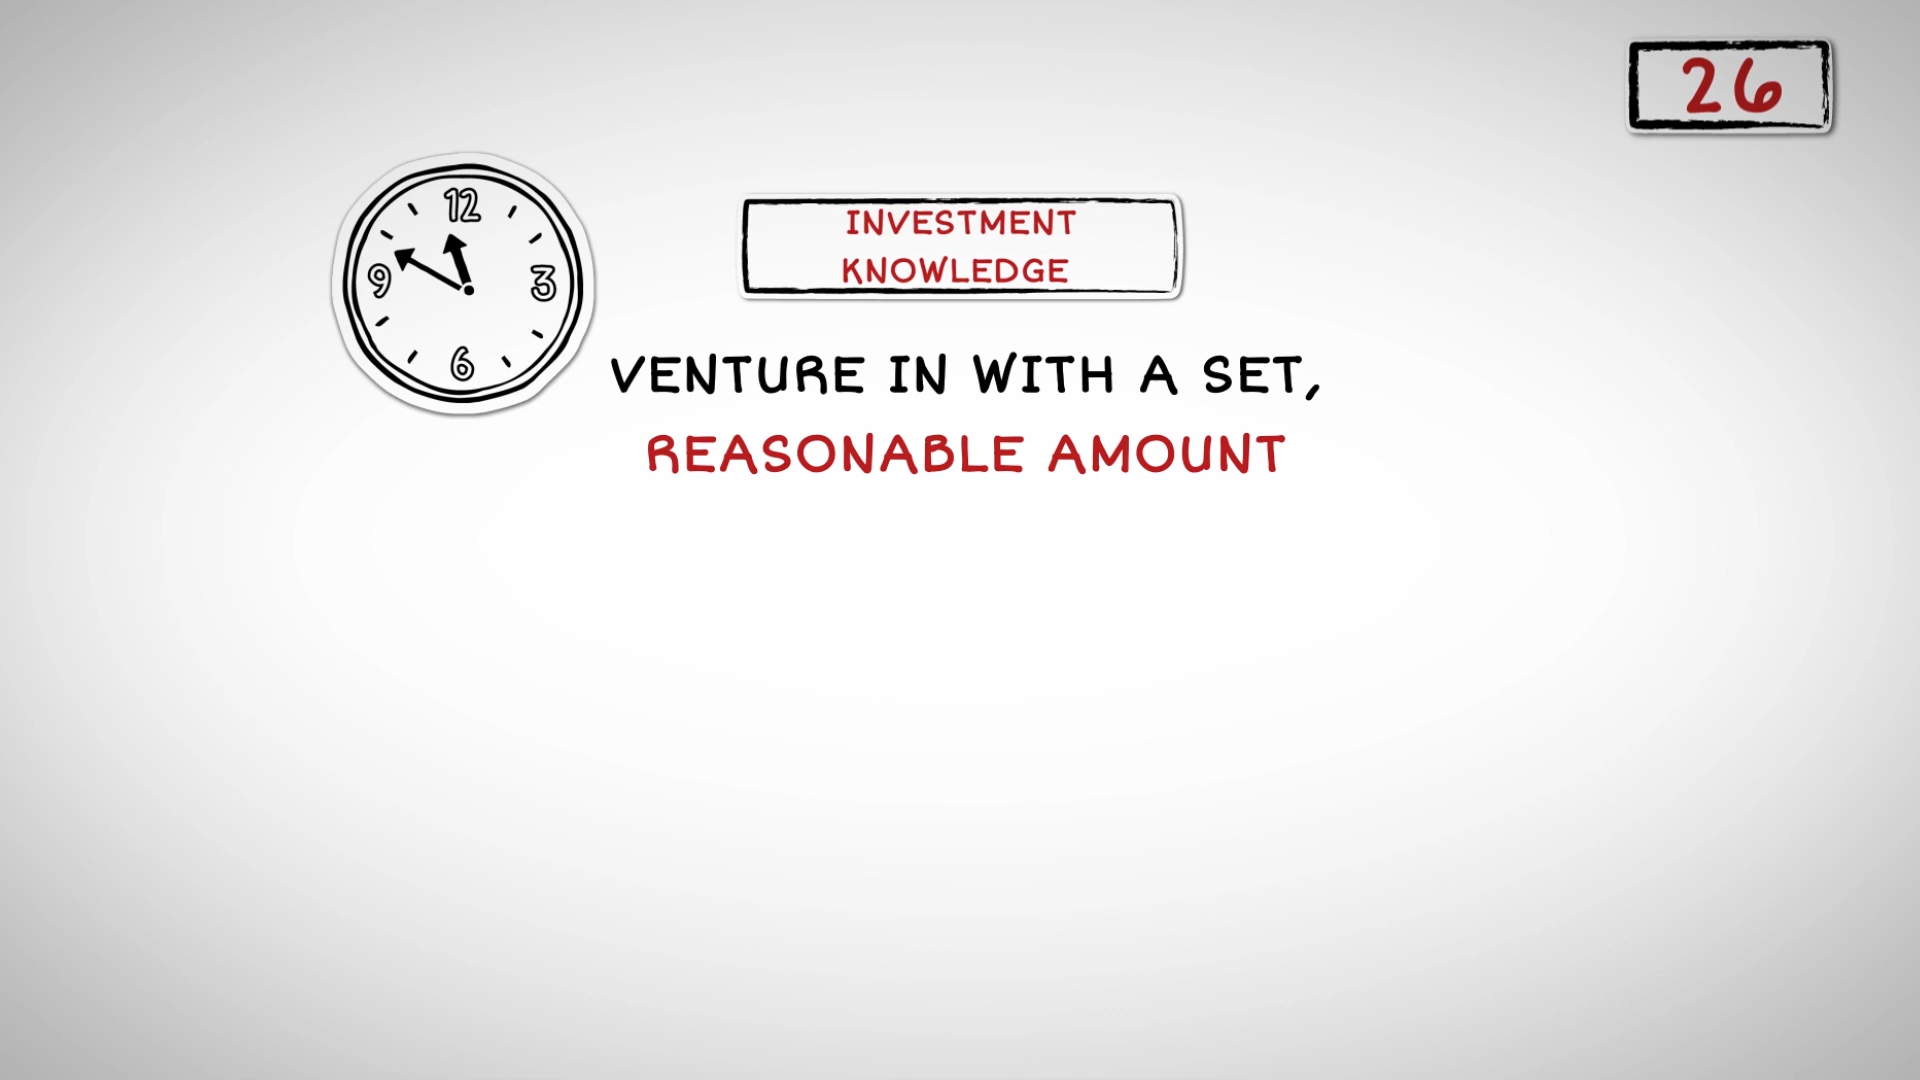 26
12
9
3
6
INVESTMENT
KNOWLEDGE
VENTURE IN WITH A SET,
REASONABLE AMOUNT